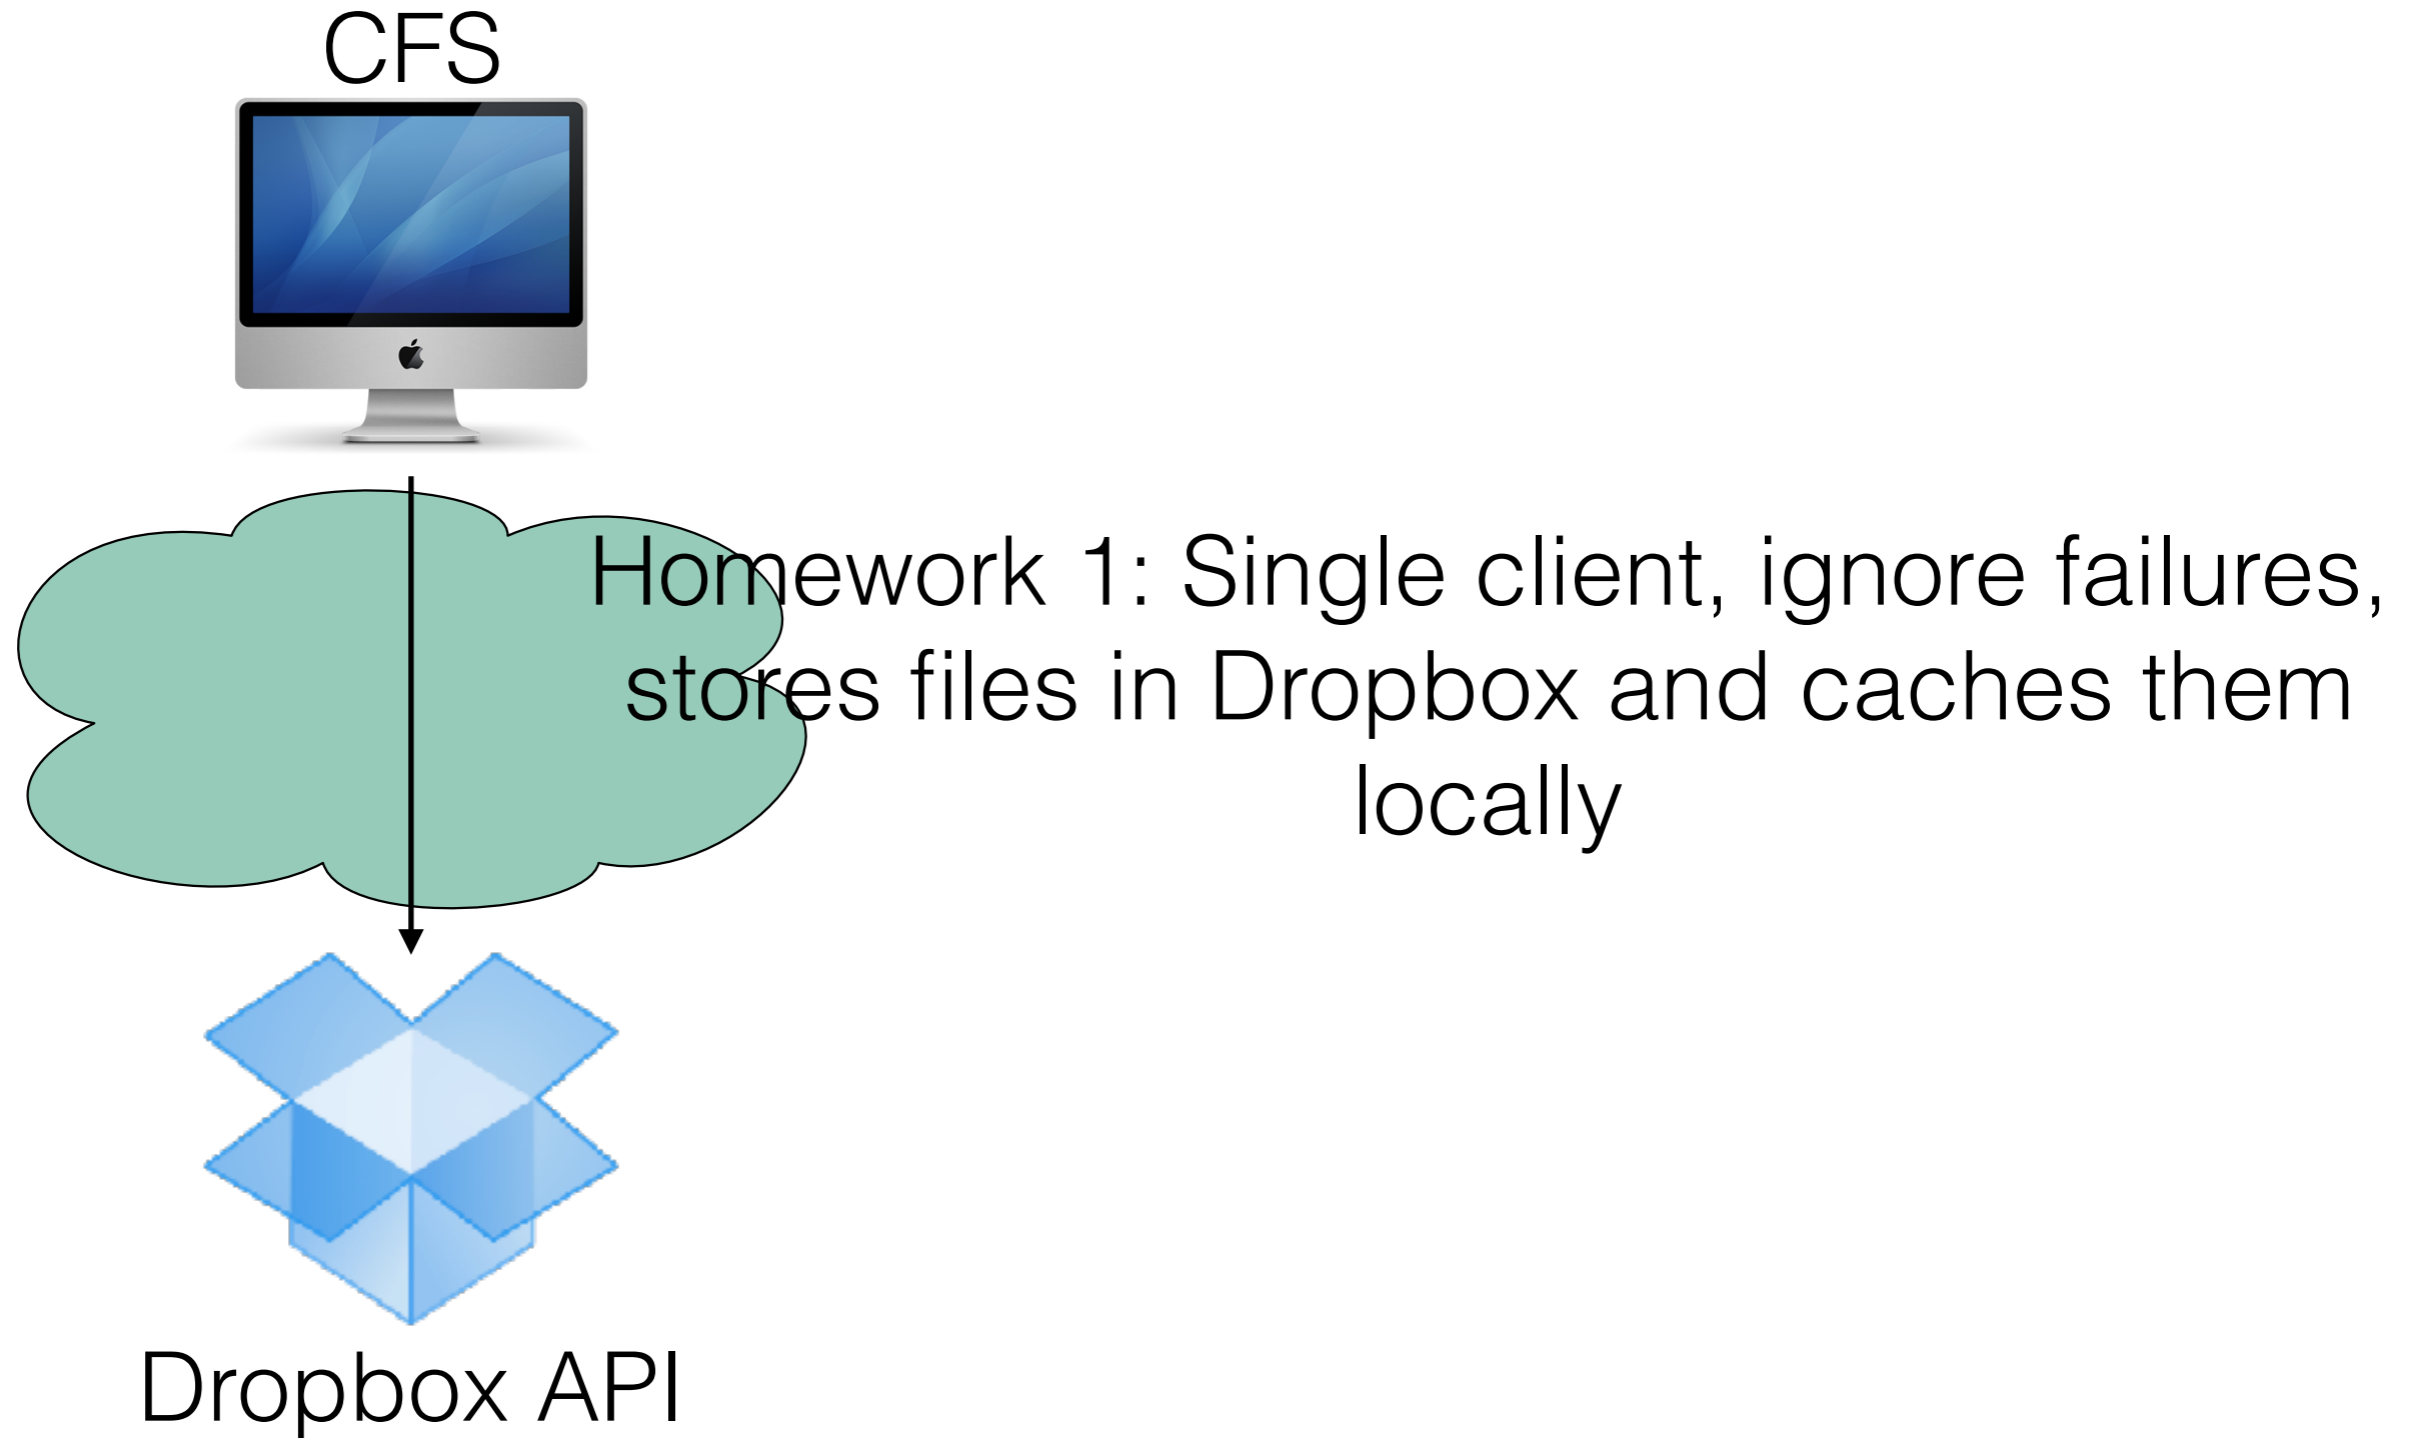 CFS
Homework 1: Single client, ignore failures,
stores files in Dropbox and caches them
locally
Dropbox API